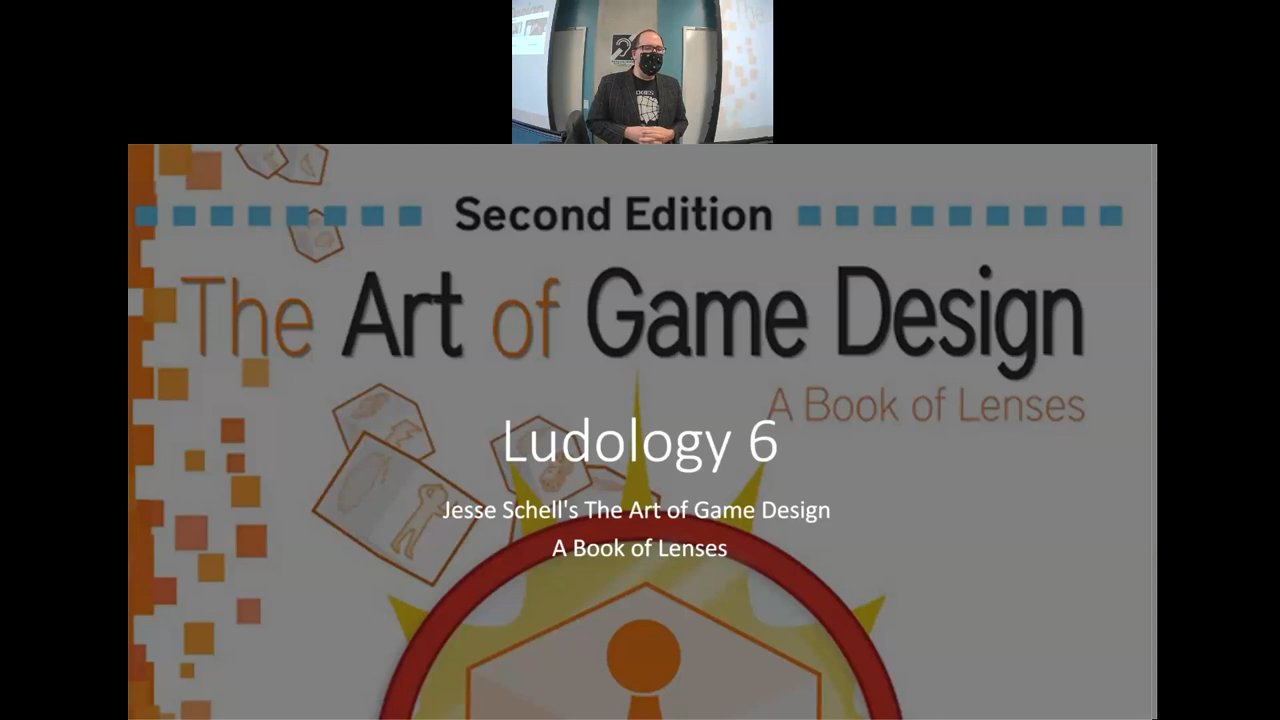 Second Edition
The Art of Game Design
A Book of Lenses
Ludology 6
Jesse Schell's The Art of Game Design
A Book of Lenses